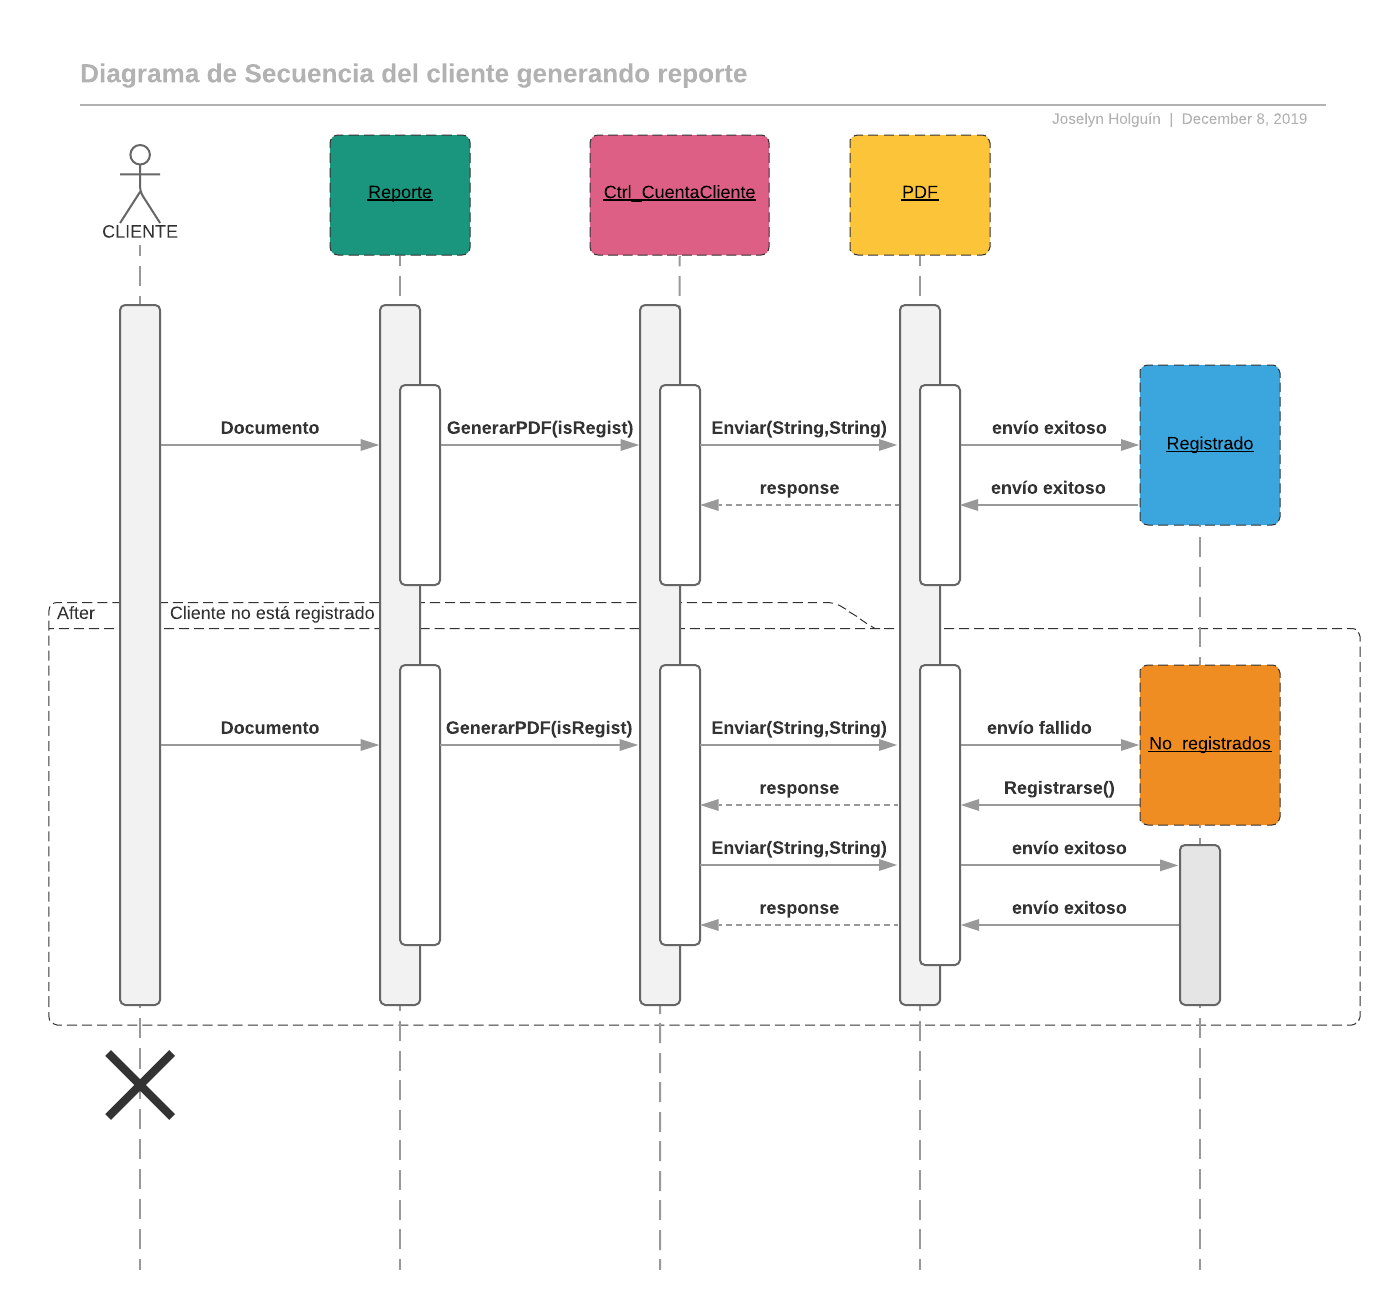 Diagrama de Secuencia del cliente generando reporte
Joselyn Holguín | December 8, 2019
CLIENTE
Reporte
Ctrl_CuentaCliente
PDF
Documento
GenerarPDF(isRegist)
Enviar(String,String)
envío exitoso
Registrado
response
envío exitoso
After
Cliente no está registrado
Documento
GenerarPDF(isRegist)
Enviar(String,String)
envío fallido
No_registrados
response
Registrarse()
Enviar(String,String)
envío exitoso
response
envío exitoso